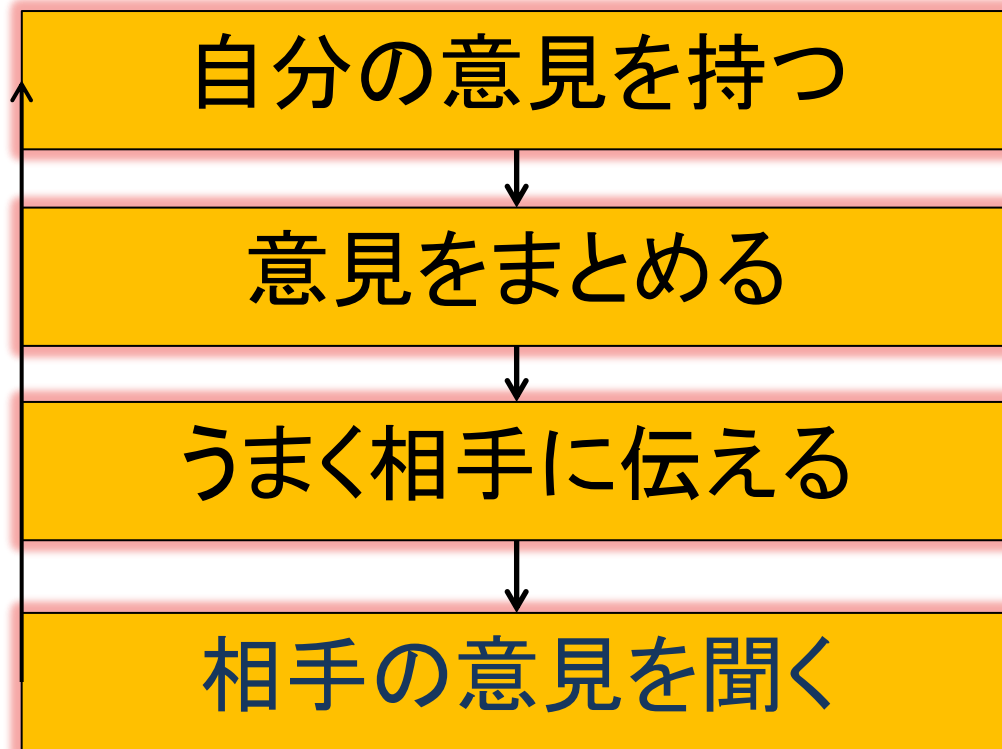 自分の意見を持つ
意見をまとめる
うまく相手に伝える
相手の意見を聞く